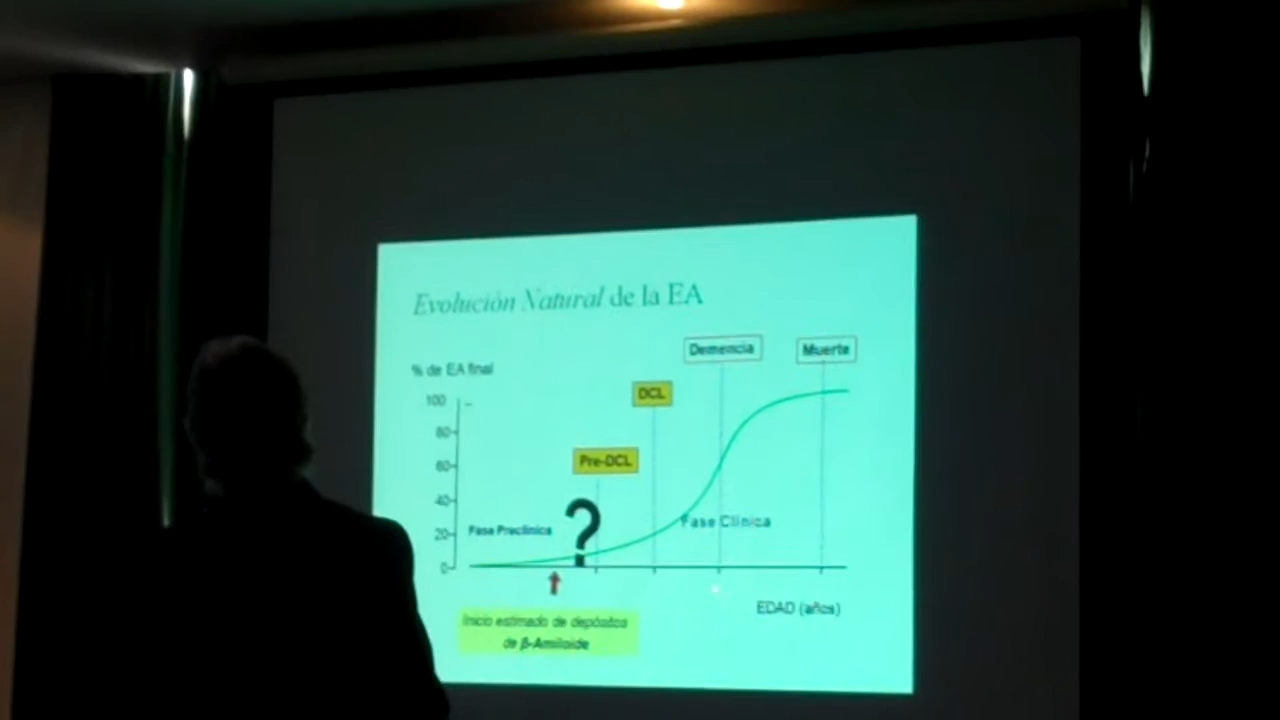 Evolución Natural de la EA
Demencia
Muerte
% de EA final
DCL
100
80
Pre-DCL
60
40
Fase Preclínica
?
Fase Clínica
20
0
EDAD (años)
Inicio estimado de depósitos
de β-Amiloide